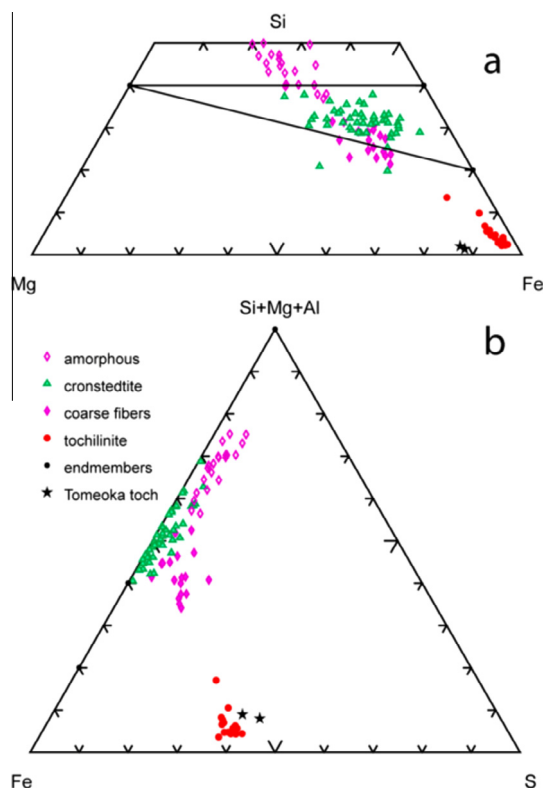 Si
a
Mg
Fe
Si+Mg+Al
b
amorphous
cronstedtite
coarse fibers
tochilinite
endmembers
Tomeoka toch
Fe
S